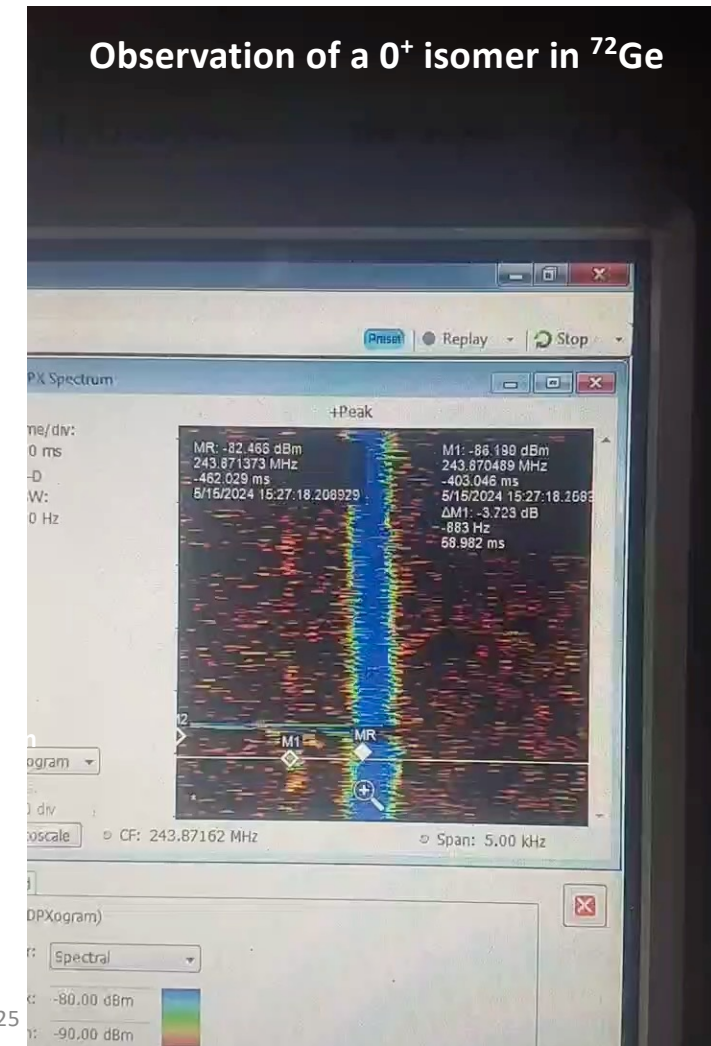 Observation of a 0⁺ isomer in ⁷²Ge
Preset Replay Stop
PX Spectrum
me/div:
0 ms
-D
W:
0 Hz
+Peak
MR: -82.466 dBm
243.871373 MHz
-462.029 ms
5/15/2024 15:27:18.208929
M1: -86.190 dBm
243.870489 MHz
-403.046 ms
5/15/2024 15:27:18.2
ΔM1: -3.723 dB
-883 Hz
58.982 ms
M1
MR
ogram
div
oscale
CF: 243.87162 MHz
Span: 5.00 kHz
DPXogram)
r: Spectral
x: -80.00 dBm
n: -90.00 dBm
25